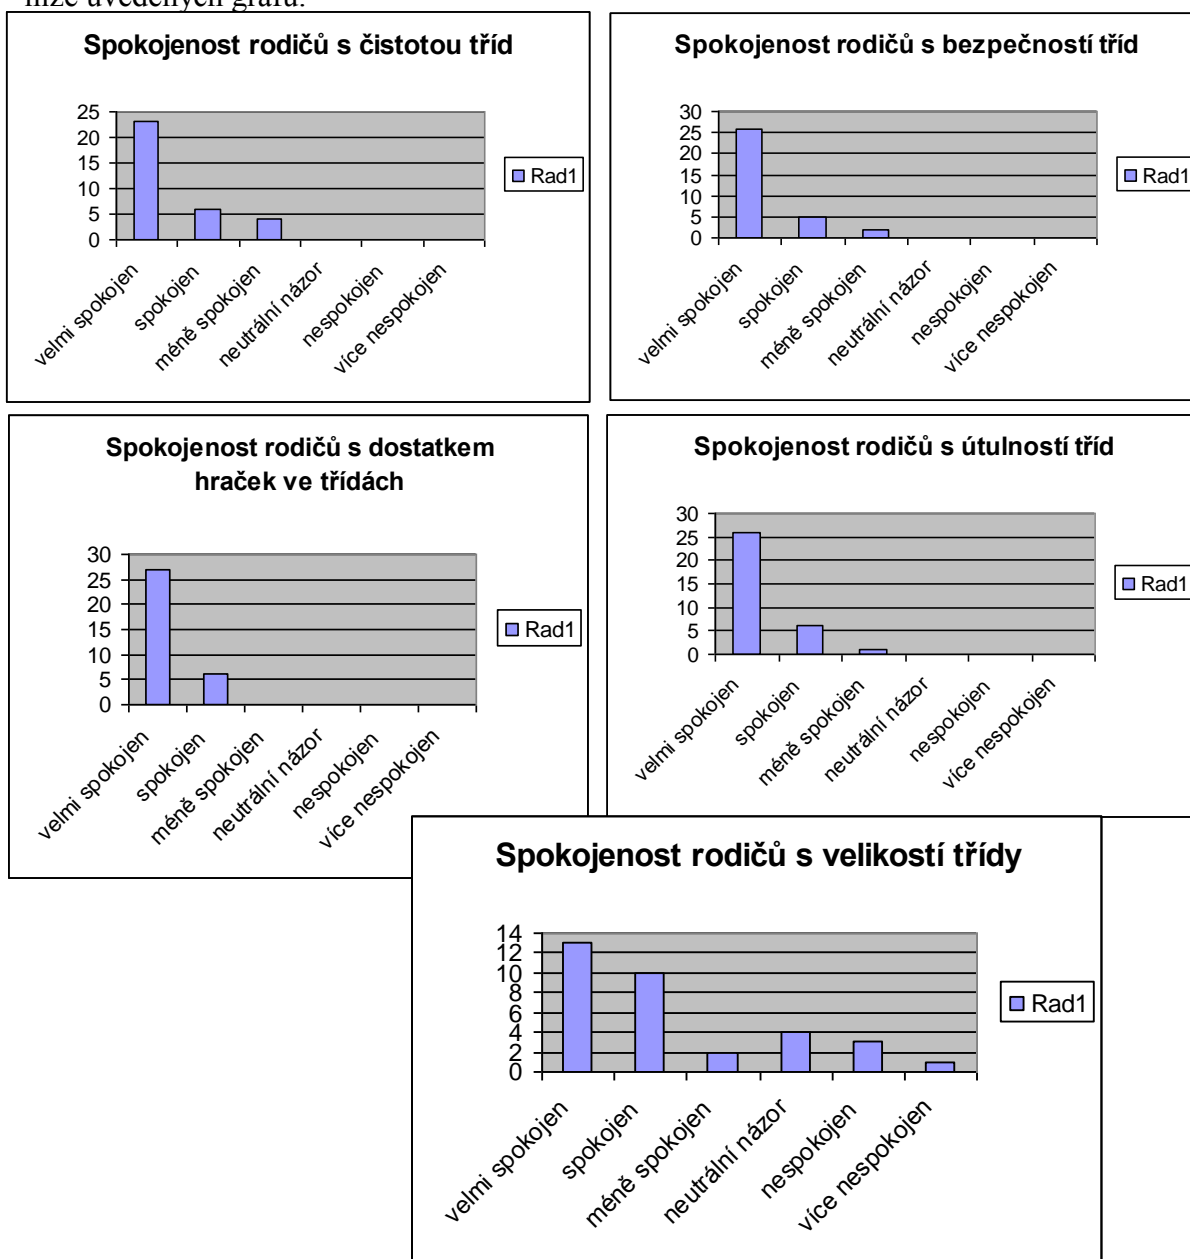 níže uvedených grafů.
Spokojenost rodičů s čistotou tříd
25
20
15
10
5
0
velmi spokojen
spokojen
méně spokojen
neutrální názor
nespokojen
více nespokojen
Rad1
Spokojenost rodičů s bezpečností tříd
30
25
20
15
10
5
0
velmi spokojen
spokojen
méně spokojen
neutrální názor
nespokojen
více nespokojen
Rad1
Spokojenost rodičů s dostatkem
hraček ve třídách
30
25
20
15
10
5
0
velmi spokojen
spokojen
méně spokojen
neutrální názor
nespokojen
více nespokojen
Rad1
Spokojenost rodičů s útulností tříd
30
25
20
15
10
5
0
velmi spokojen
spokojen
méně spokojen
neutrální názor
nespokojen
více nespokojen
Rad1
Spokojenost rodičů s velikostí třídy
14
12
10
8
6
4
2
0
velmi spokojen
spokojen
méně spokojen
neutrální názor
nespokojen
více nespokojen
Rad1